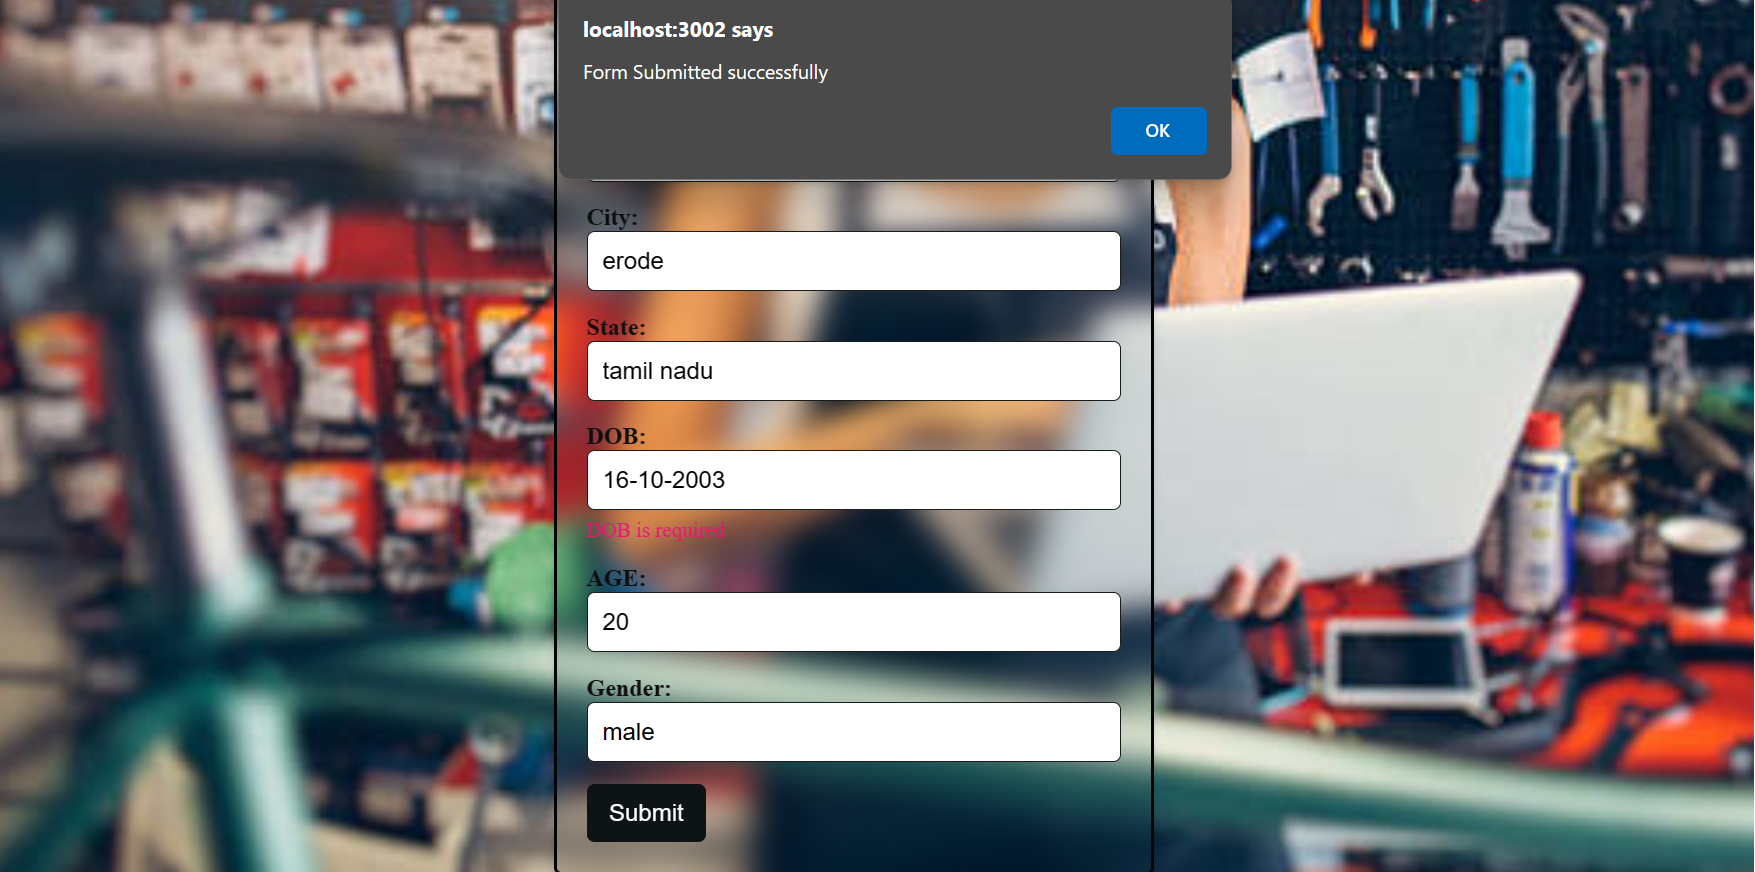 localhost:3002 says
Form Submitted successfully
OK
City:
erode
State:
tamil nadu
DOB:
16-10-2003
DOB is required
AGE:
20
Gender:
male
Submit